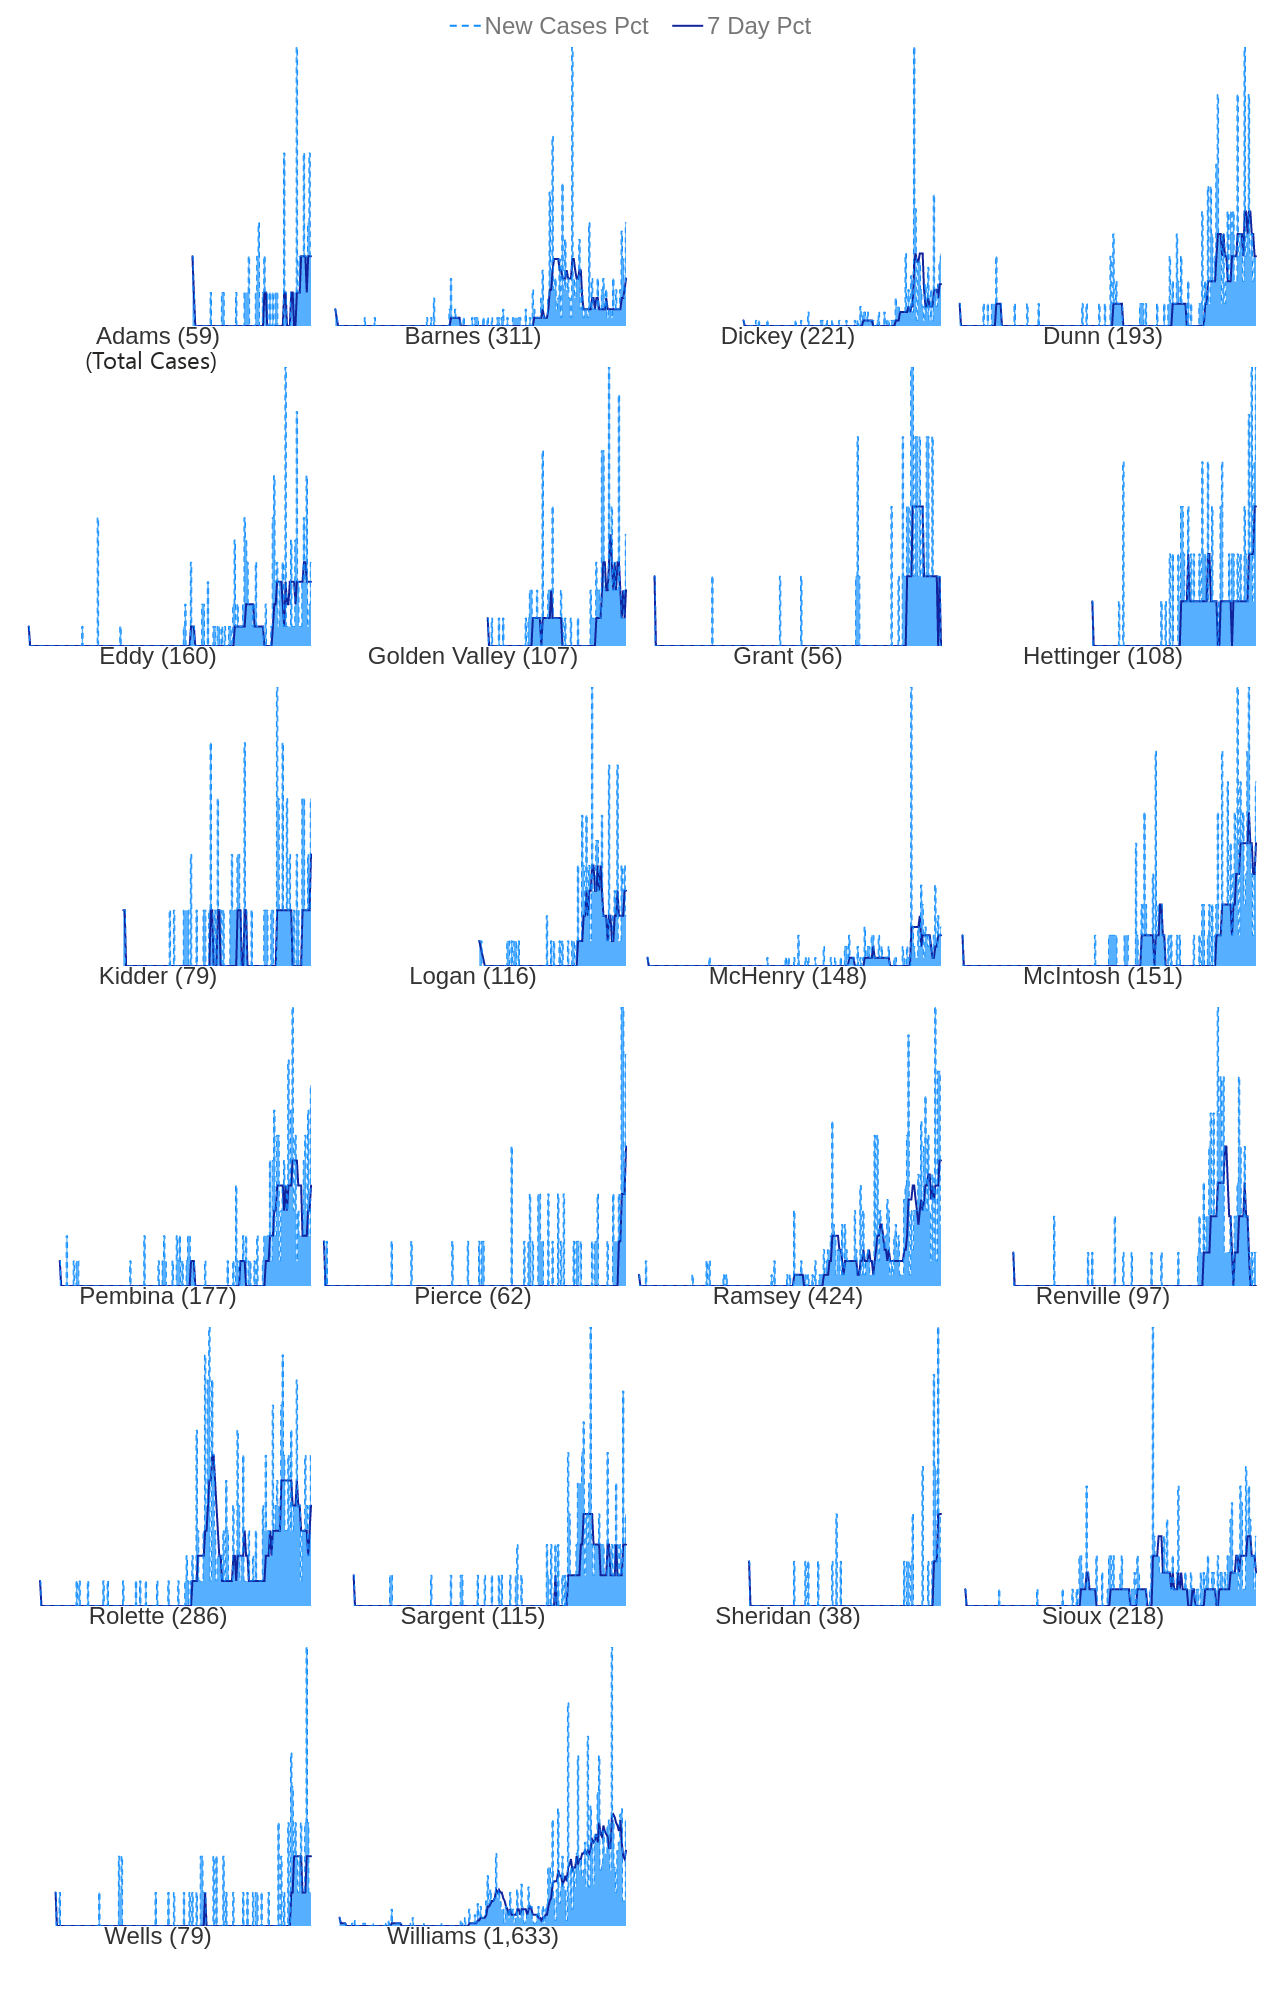 New Cases Pct 7 Day Pct
Adams (59) Barnes (311) Dickey (221) Dunn (193)
(Total Cases)
Eddy (160) Golden Valley (107) Grant (56) Hettinger (108)
Kidder (79) Logan (116) McHenry (148) McIntosh (151)
Pembina (177) Pierce (62) Ramsey (424) Renville (97)
Rolette (286) Sargent (115) Sheridan (38) Sioux (218)
Wells (79) Williams (1,633)